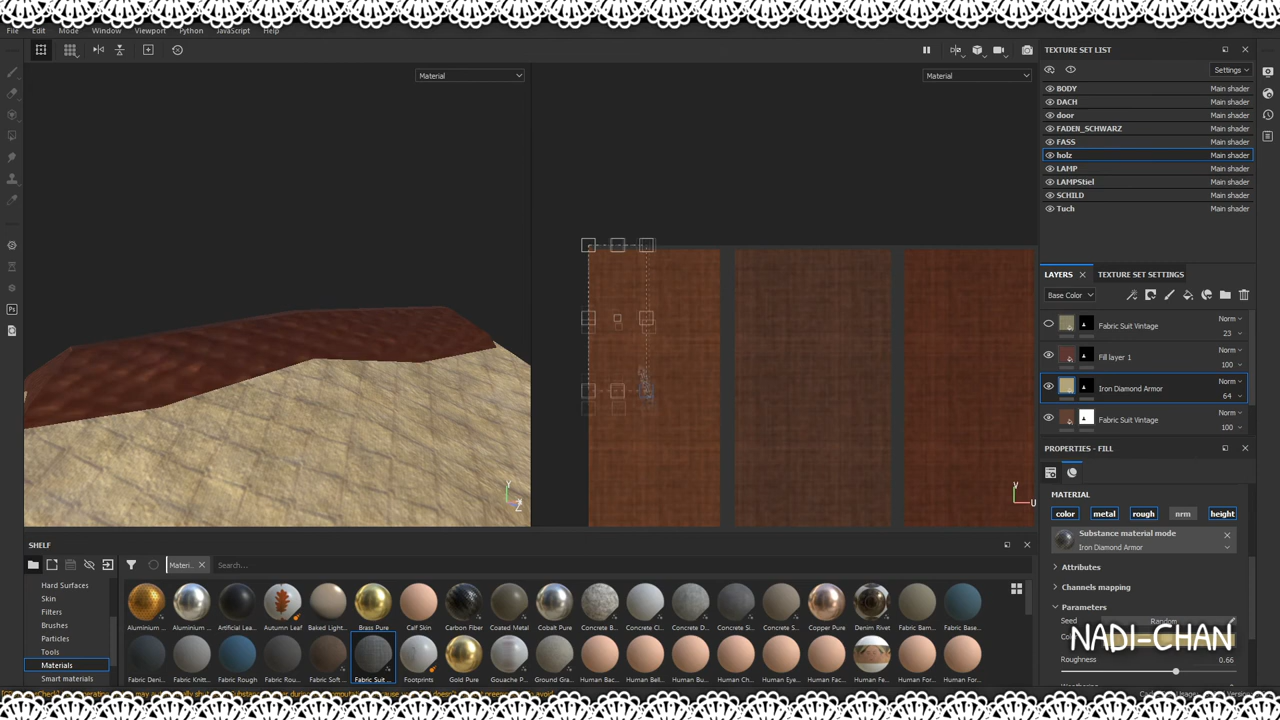 File Edit Mode Window Viewport Python JavaScript Help
Material
Material
TEXTURE SET LIST
Settings
BODY Main shader
DACH Main shader
door Main shader
FADEN_SCHWARZ Main shader
FASS Main shader
holz Main shader
LAMP Main shader
LAMPStiel Main shader
SCHILD Main shader
Tuch Main shader
LAYERS TEXTURE SET SETTINGS
Base Color
Fabric Suit Vintage Norm 23
Fill layer 1 Norm 100
Iron Diamond Armor Norm 64
Fabric Suit Vintage Norm 100
PROPERTIES - FILL
MATERIAL
color metal rough nrm height
Substance material mode
Iron Diamond Armor
Attributes
Channels mapping
Parameters
Seed Random
NADI-CHAN
Roughness 0.66
V
U
Y
Z
SHELF
Materi... Search...
Hard Surfaces
Skin
Filters
Brushes
Particles
Tools
Materials
Smart materials
Aluminium ... Aluminium ... Artificial Lea... Autumn Leaf Baked Light... Brass Pure Calf Skin Carbon Fiber Coated Metal Cobalt Pure Concrete B... Concrete Cl... Concrete D... Concrete Si... Concrete S... Copper Pure Denim Rivet Fabric Bam... Fabric Base...
Fabric Deni... Fabric Knitt... Fabric Rough Fabric Rou... Fabric Soft ... Fabric Suit ... Footprints Gold Pure Gouache P... Ground Gra... Human Bac... Human Bell... Human Bu... Human Che... Human Eye... Human Fac... Human Fe... Human For... Human For...